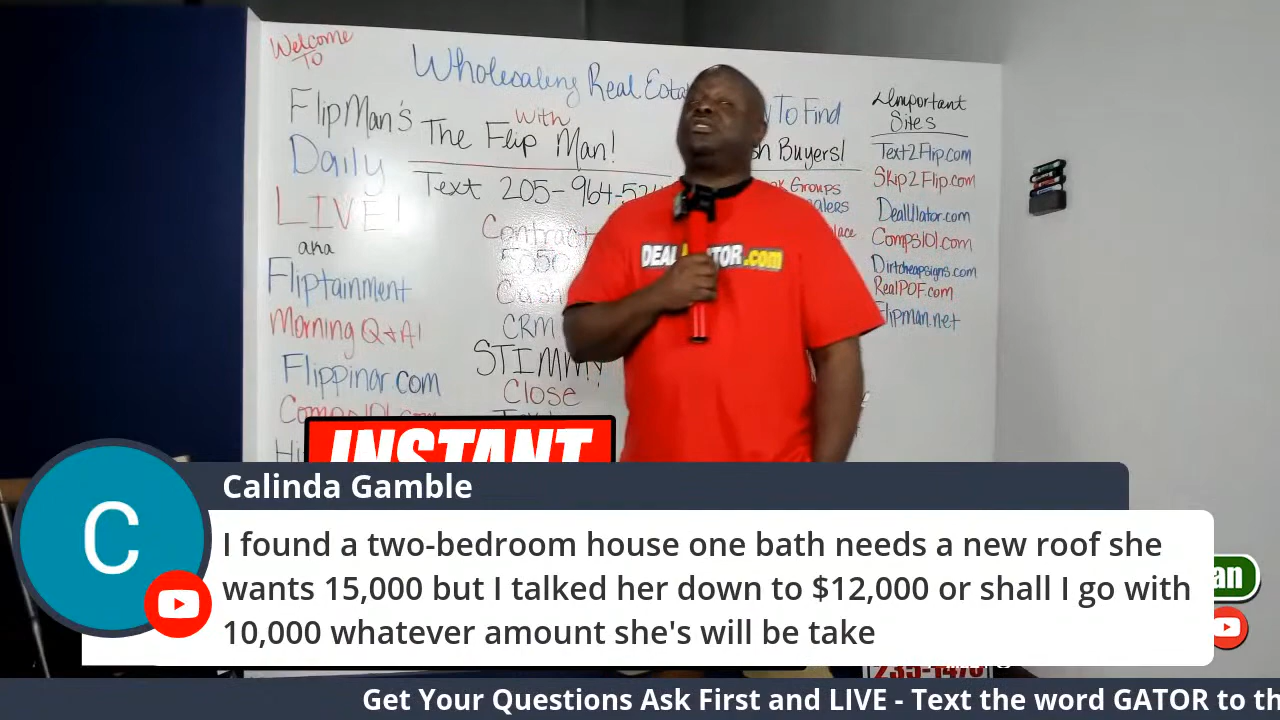 Welcome
To
FlipMan's
Daily
LIVE!
aka
Fliptainment
Morning Q+A!
Flippinar.com
Wholesaling Real
With
The Flip Man!
Text 205-964-
5050
CRM
Close
To Find
Buyers!
Groups
Important
Sites
Text2Flip.com
Skip2Flip.com
Comps101.com
Dirtcheapsigns.com
RealPOF.com
Flipman.net
.com
INSTANT
C
Calinda Gamble
I found a two-bedroom house one bath needs a new roof she
wants 15,000 but I talked her down to $12,000 or shall I go with
10,000 whatever amount she's will be take
Get Your Questions Ask First and LIVE - Text the word GATOR to